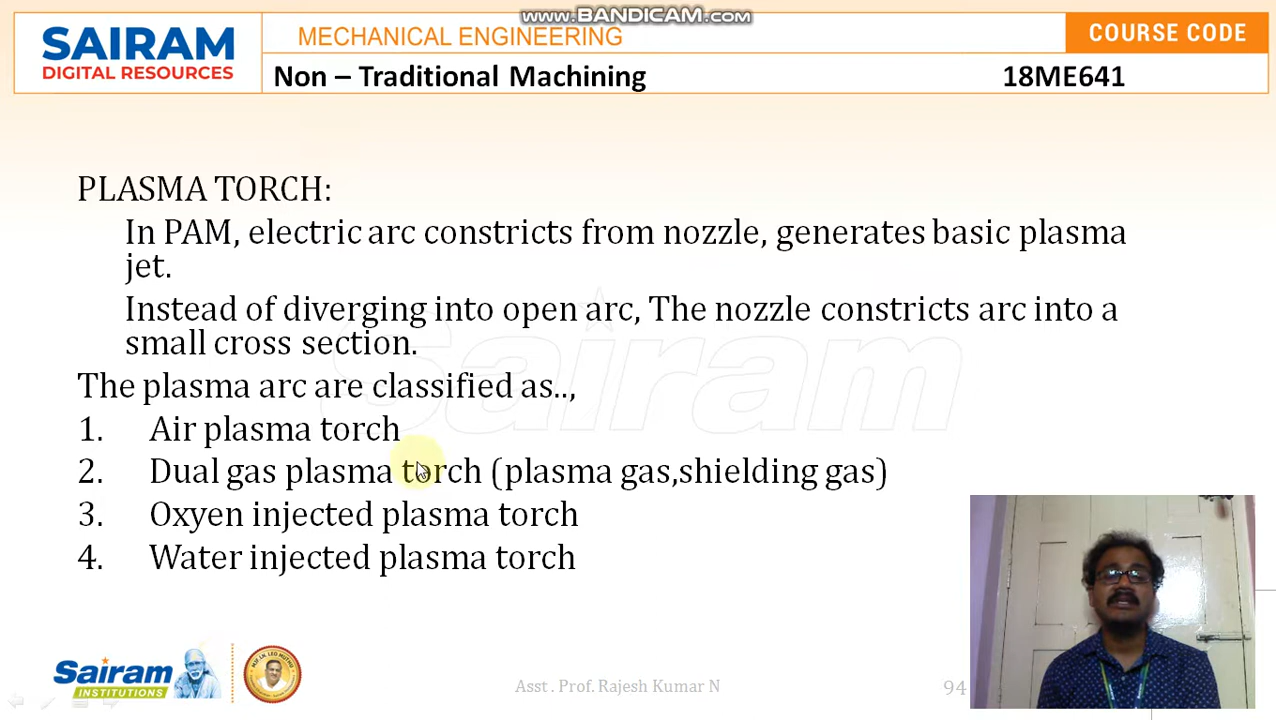 www.BANDICAM.com
SAIRAM
DIGITAL RESOURCES
MECHANICAL ENGINEERING
COURSE CODE
Non – Traditional Machining
18ME641
PLASMA TORCH:
In PAM, electric arc constricts from nozzle, generates basic plasma
jet.
Instead of diverging into open arc, The nozzle constricts arc into a
small cross section.
The plasma arc are classified as..,
1. Air plasma torch
2. Dual gas plasma torch (plasma gas,shielding gas)
3. Oxyen injected plasma torch
4. Water injected plasma torch
Sairam
Sairam
INSTITUTIONS
Asst . Prof. Rajesh Kumar N
94